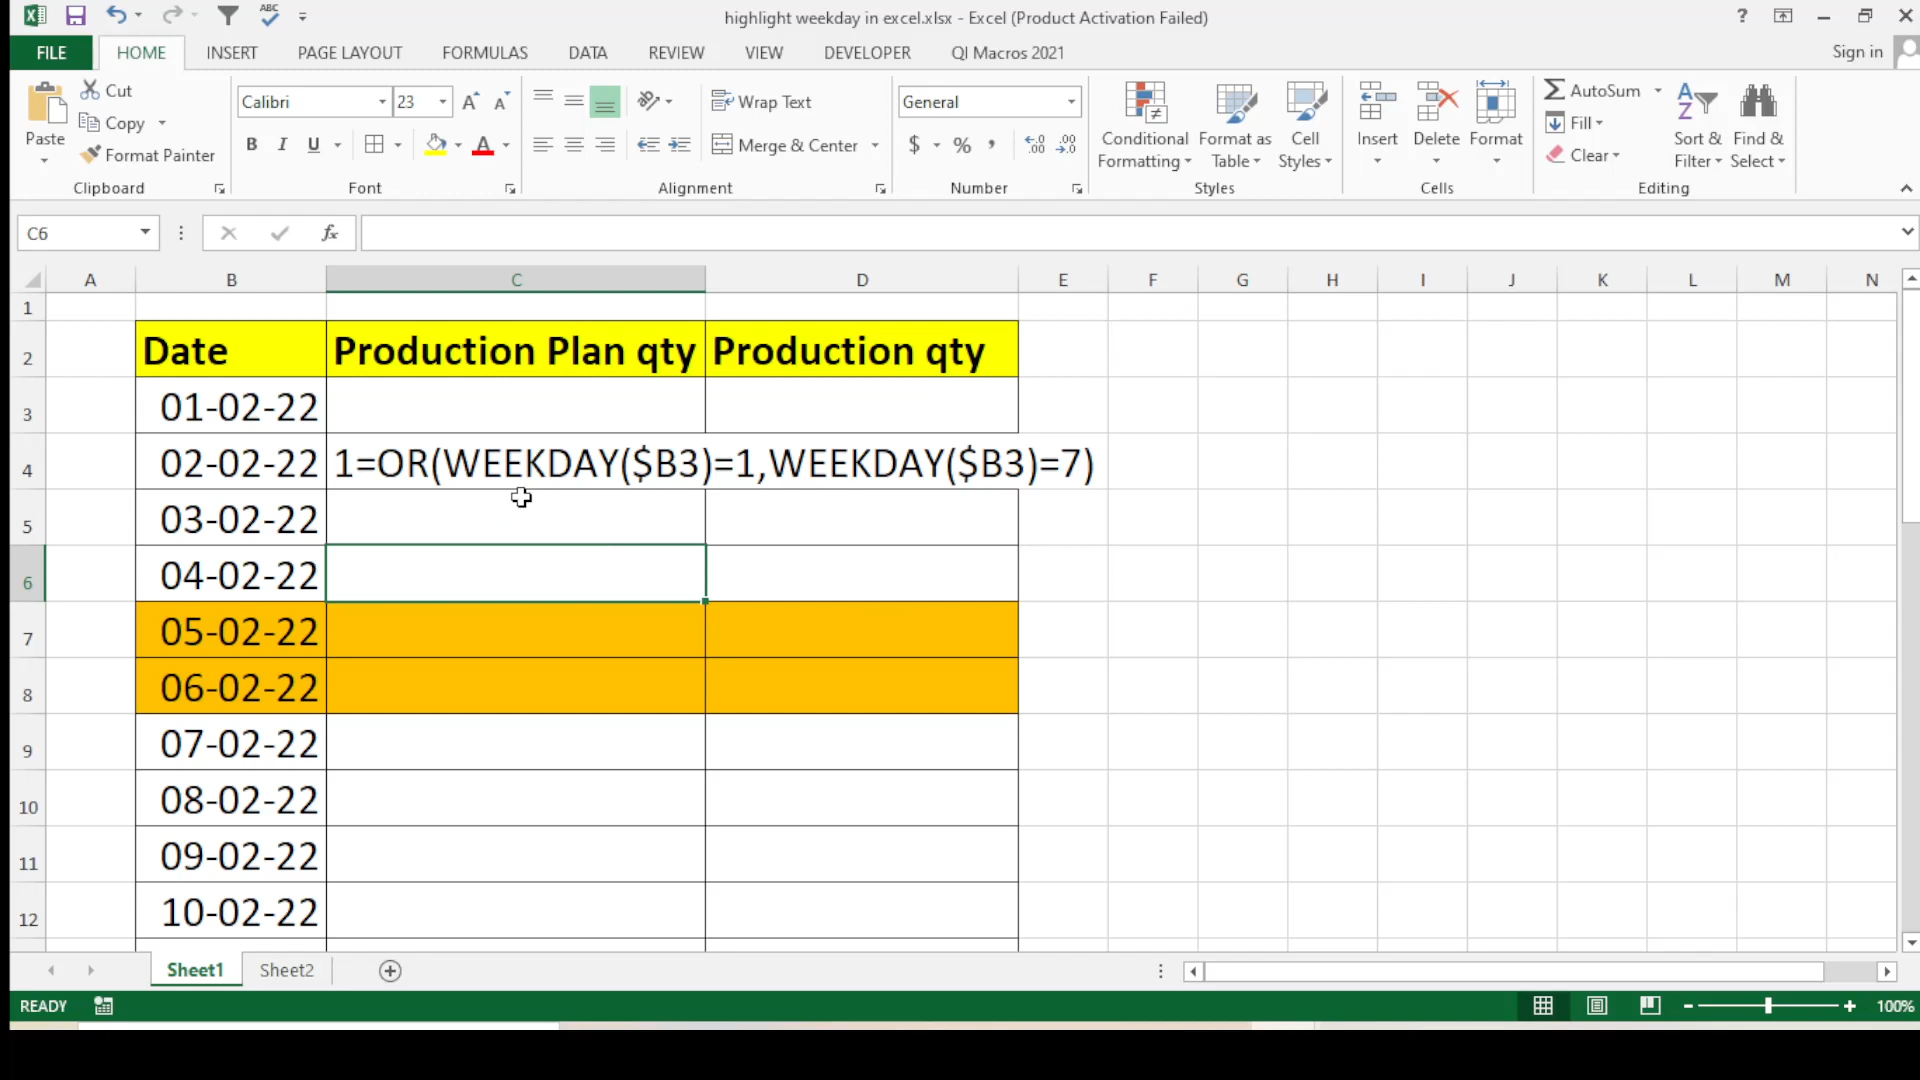 highlight weekday in excel.xlsx - Excel (Product Activation Failed)
FILE HOME INSERT PAGE LAYOUT FORMULAS DATA REVIEW VIEW DEVELOPER QI Macros 2021 Sign in
Paste
Cut
Copy
Format Painter
Clipboard
Calibri 23
B I U
Font
Wrap Text
Merge & Center
Alignment
General
$ % ,
Number
Conditional Formatting
Format as Table
Cell Styles
Styles
Insert Delete Format
Cells
AutoSum
Fill
Clear
Sort & Filter
Find & Select
Editing
C6 fx
A B C D E F G H I J K L M N
1
2 Date Production Plan qty Production qty
3 01-02-22
4 02-02-22 1=OR(WEEKDAY($B3)=1,WEEKDAY($B3)=7)
5 03-02-22
6 04-02-22
7 05-02-22
8 06-02-22
9 07-02-22
10 08-02-22
11 09-02-22
12 10-02-22
Sheet1 Sheet2
READY 100%